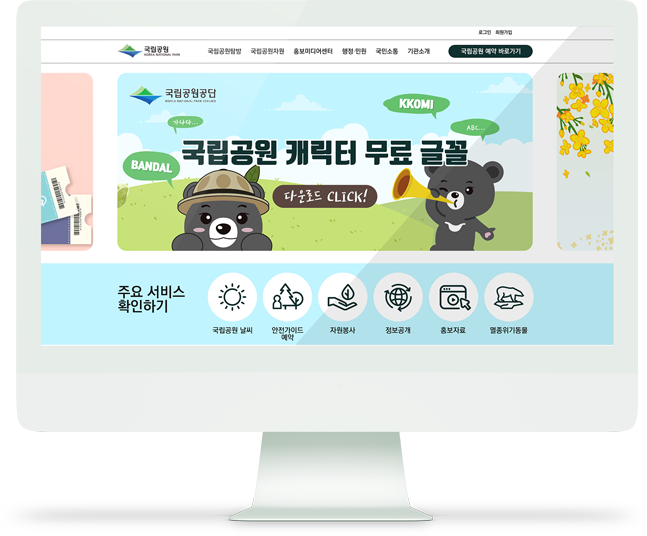 로그인 회원가입
국립공원
KOREA NATIONAL PARK
국립공원탐방 국립공원자원 홍보미디어센터 행정·민원 국민소통 기관소개 국립공원 예약 바로가기
국립공원공단
KOREA NATIONAL PARK SERVICE
가나다...
KKOMI
ABC...
BANDAL
국립공원 캐릭터 무료 글꼴
다운로드 CLICK!
주요 서비스
확인하기
국립공원 날씨
안전가이드
예약
자원봉사
정보공개
홍보자료
멸종위기동물